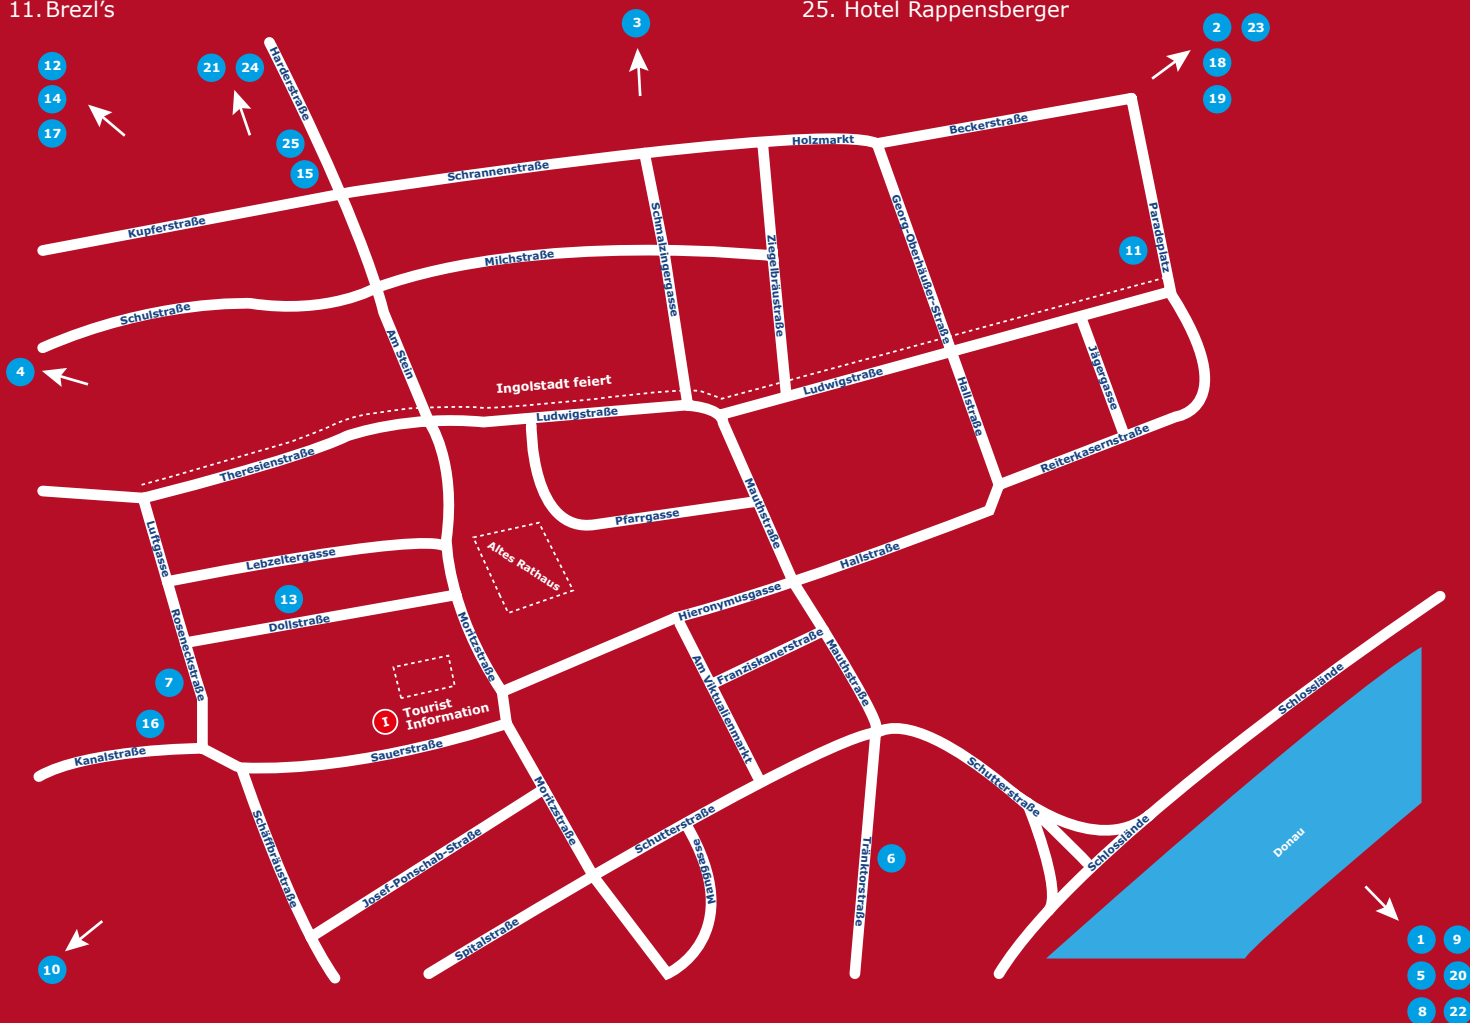 11. Brezl’s
25. Hotel Rappensberger
3
2
23
12
21
24
18
14
19
17
25
15
Harderstraße
Holzmarkt
Beckerstraße
Schrannenstraße
Kupferstraße
Schmalzingergasse
Ziegelbräustraße
Georg-Oberhäußer-Straße
Paradeplatz
11
Milchstraße
Schulstraße
4
Am Stein
Ingolstadt feiert
Ludwigstraße
Ludwigstraße
Jägergasse
Hallstraße
Reiterkasernstraße
Theresienstraße
Mauthstraße
Pfarrgasse
Luftgasse
Lebzeltergasse
Altes Rathaus
Hallstraße
Hieronymusgasse
13
Dollstraße
Roseneckstraße
Moritzstraße
Franziskanerstraße
Mauthstraße
Am Viktualienmarkt
7
16
I
Tourist
Information
Kanalstraße
Sauerstraße
Schlosslände
Schutterstraße
Moritzstraße
Schutterstraße
Schlosslände
Donau
Schäffbräustraße
Josef-Ponschab-Straße
Manggasse
Tränktorstraße
6
Spitalstraße
10
1
9
5
20
8
22